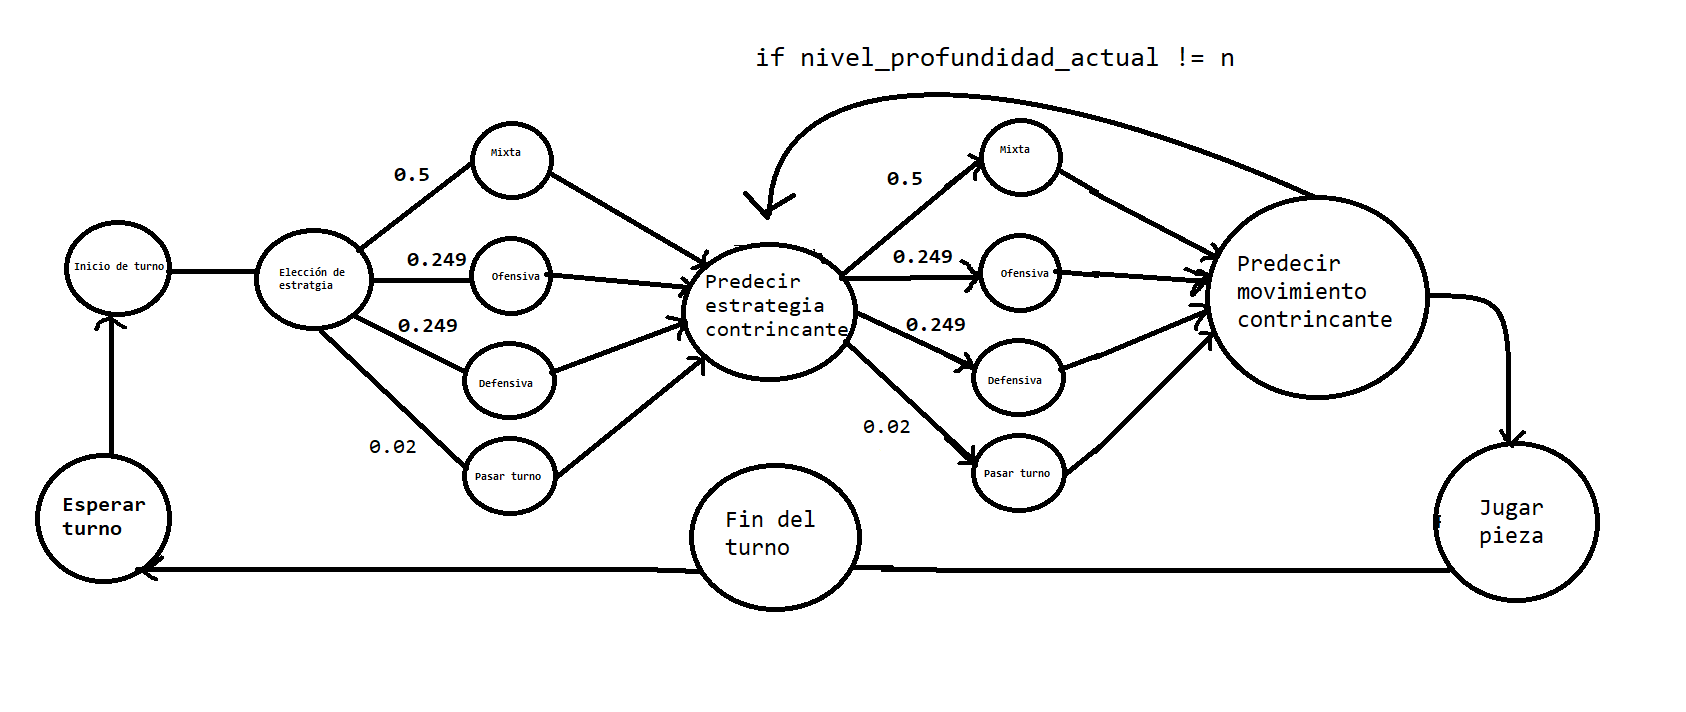 if nivel_profundidad_actual != n
Mixta
0.5
0.249
Ofensiva
Inicio de turno
Elección de
estratgia
0.249
Defensiva
0.02
Pasar turno
Predecir
estrategia
contrincante
Mixta
0.5
0.249
Ofensiva
0.249
Defensiva
0.02
Pasar turno
Predecir
movimiento
contrincante
Jugar
pieza
Fin del
turno
Esperar
turno